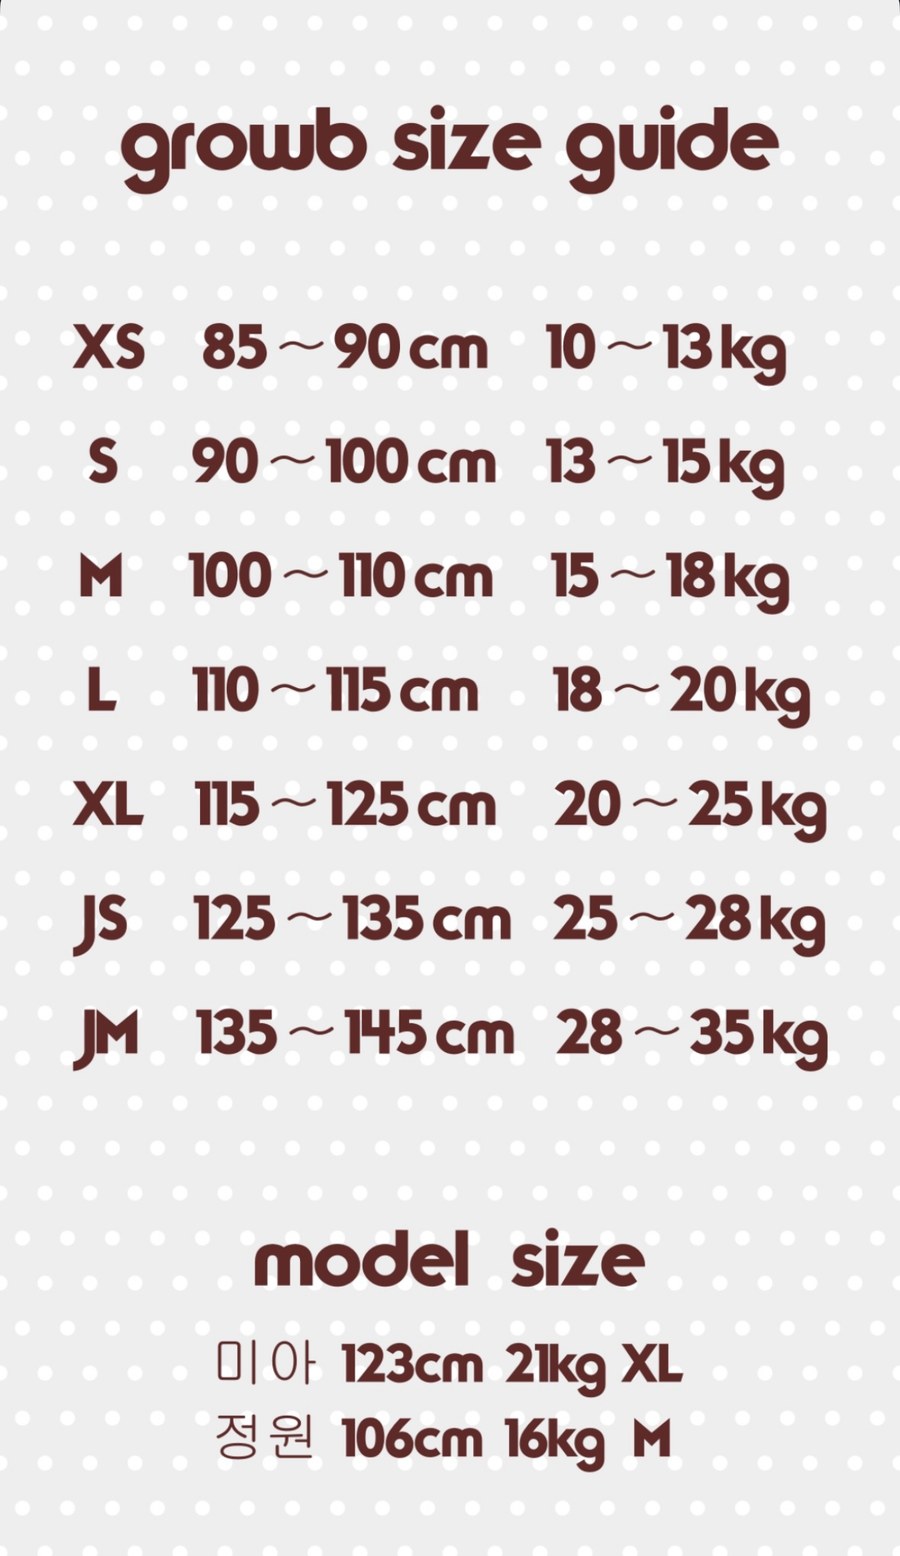 growb size guide
XS 85~90cm 10~13kg
S 90~100cm 13~15kg
M 100~110cm 15~18kg
L 110~115cm 18~20kg
XL 115~125cm 20~25kg
JS 125~135cm 25~28kg
JM 135~145cm 28~35kg
model size
미아 123cm 21kg XL
정원 106cm 16kg M